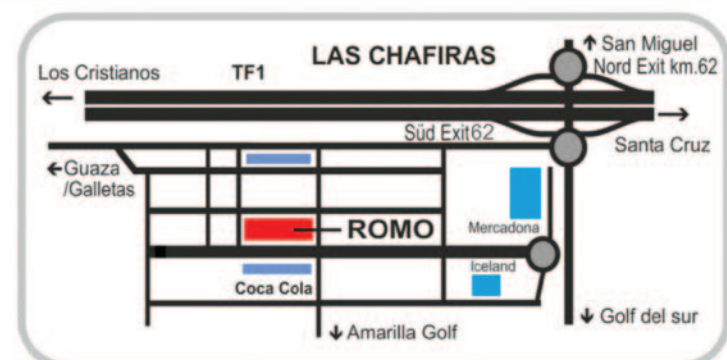 LAS CHAFIRAS
↑ San Miguel
Nord Exit km.62
Los Cristianos
TF1
←
→
Süd Exit62
Santa Cruz
←Guaza
/Galletas
ROMO
Mercadona
Iceland
Coca Cola
↓ Amarilla Golf
↓ Golf del sur